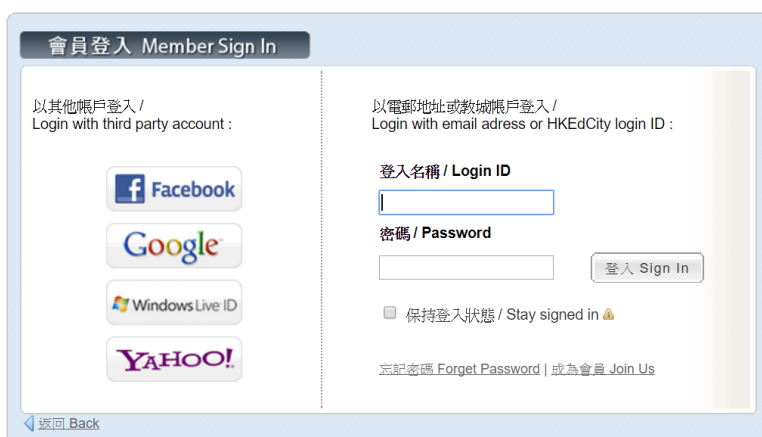 會員登入 Member Sign In
以其他帳戶登入 /
Login with third party account :
Facebook
Google
Windows Live ID
YAHOO!
以電郵地址或教城帳戶登入 /
Login with email adress or HKEdCity login ID :
登入名稱 / Login ID
密碼 / Password
登入 Sign In
保持登入狀態 / Stay signed in
忘記密碼 Forget Password | 成為會員 Join Us
返回 Back